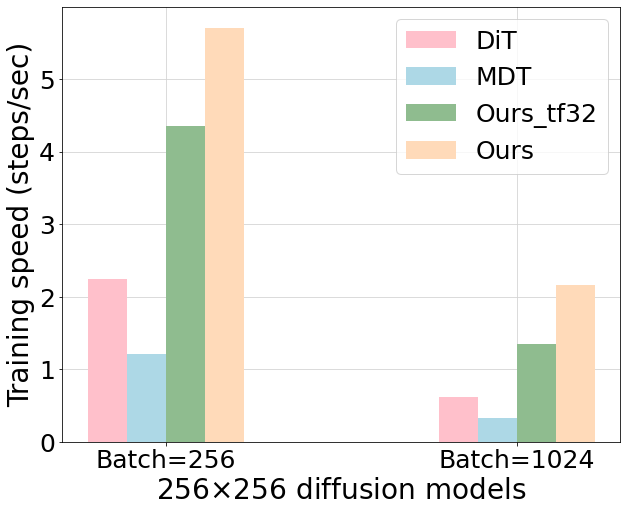 Training speed (steps/sec)
5
4
3
2
1
0
DiT
MDT
Ours_tf32
Ours
Batch=256
Batch=1024
256×256 diffusion models